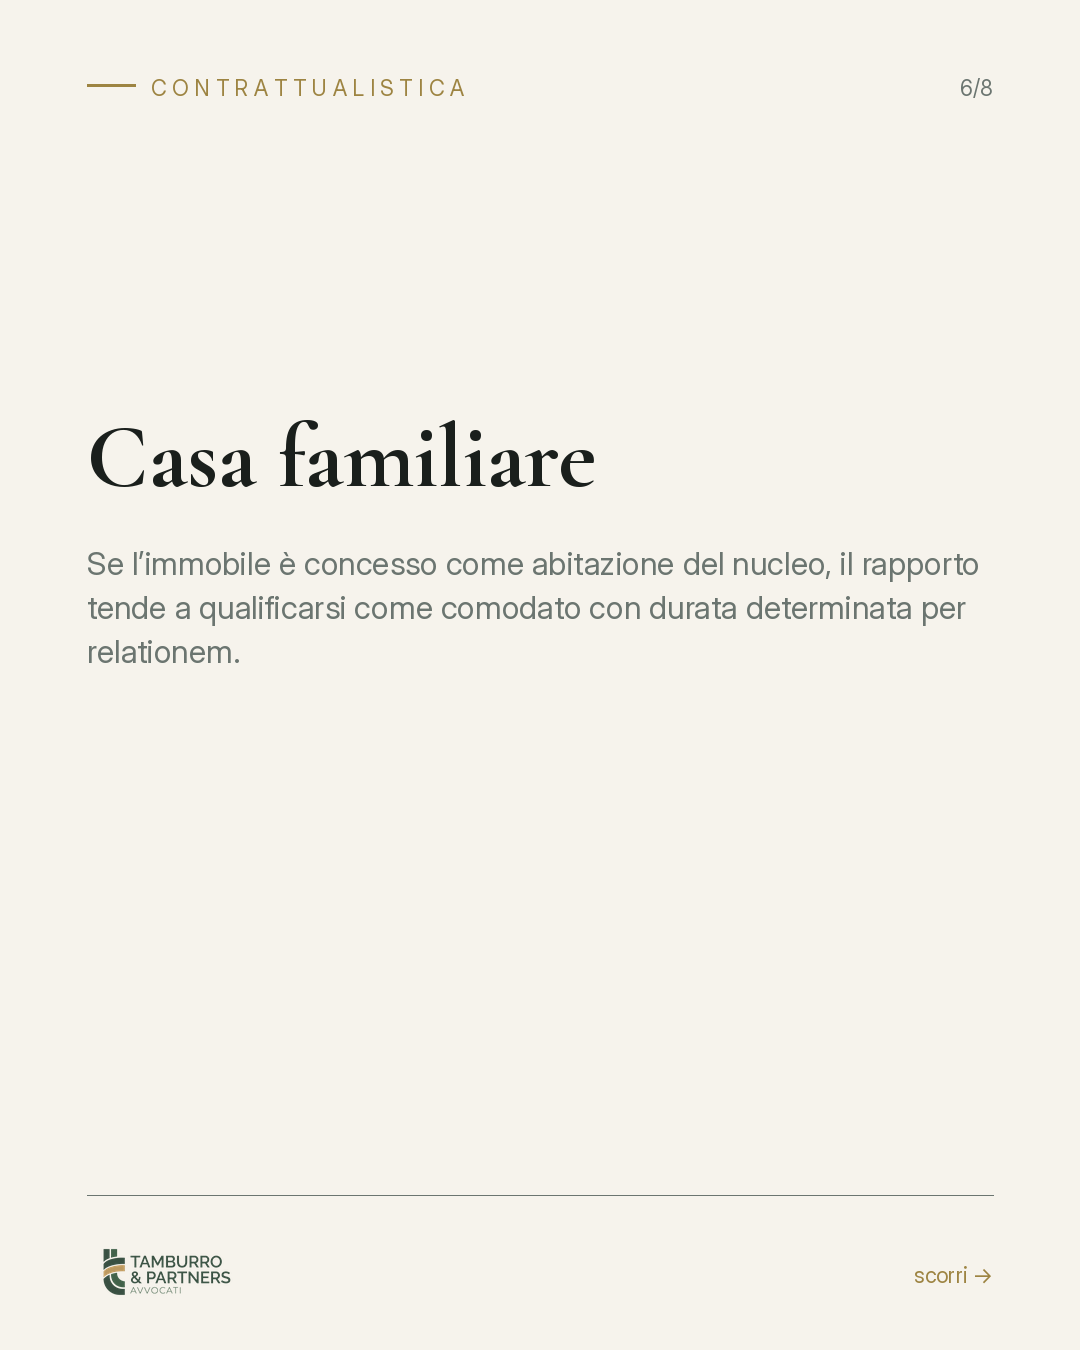 CONTRATTUALISTICA
6/8
Casa familiare
Se l’immobile è concesso come abitazione del nucleo, il rapporto
tende a qualificarsi come comodato con durata determinata per
relationem.
TAMBURRO
& PARTNERS
AVVOCATI
scorri →